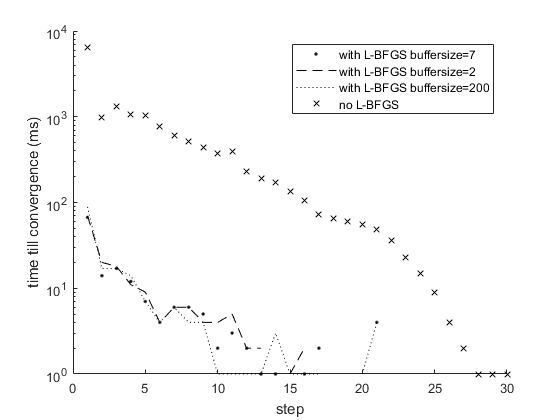 10^4
10^3
10^2
10^1
10^0
time till convergence (ms)
with L-BFGS buffersize=7
with L-BFGS buffersize=2
with L-BFGS buffersize=200
no L-BFGS
0 5 10 15 20 25 30
step